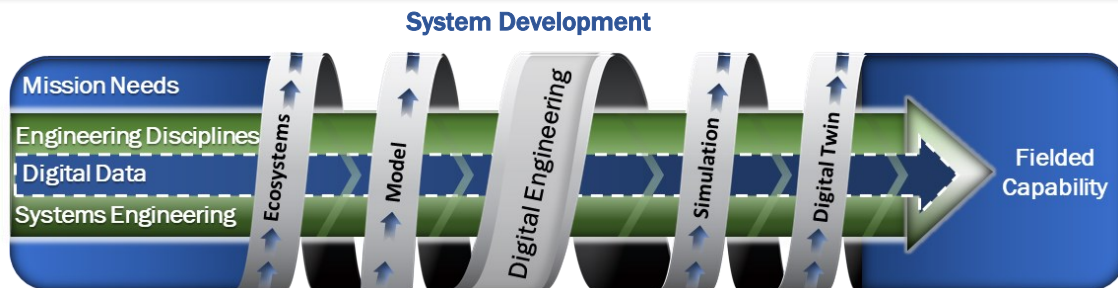 System Development
Mission Needs
Engineering Disciplines
Digital Data
Systems Engineering
Ecosystems
Model
Digital Engineering
Simulation
Digital Twin
Fielded
Capability